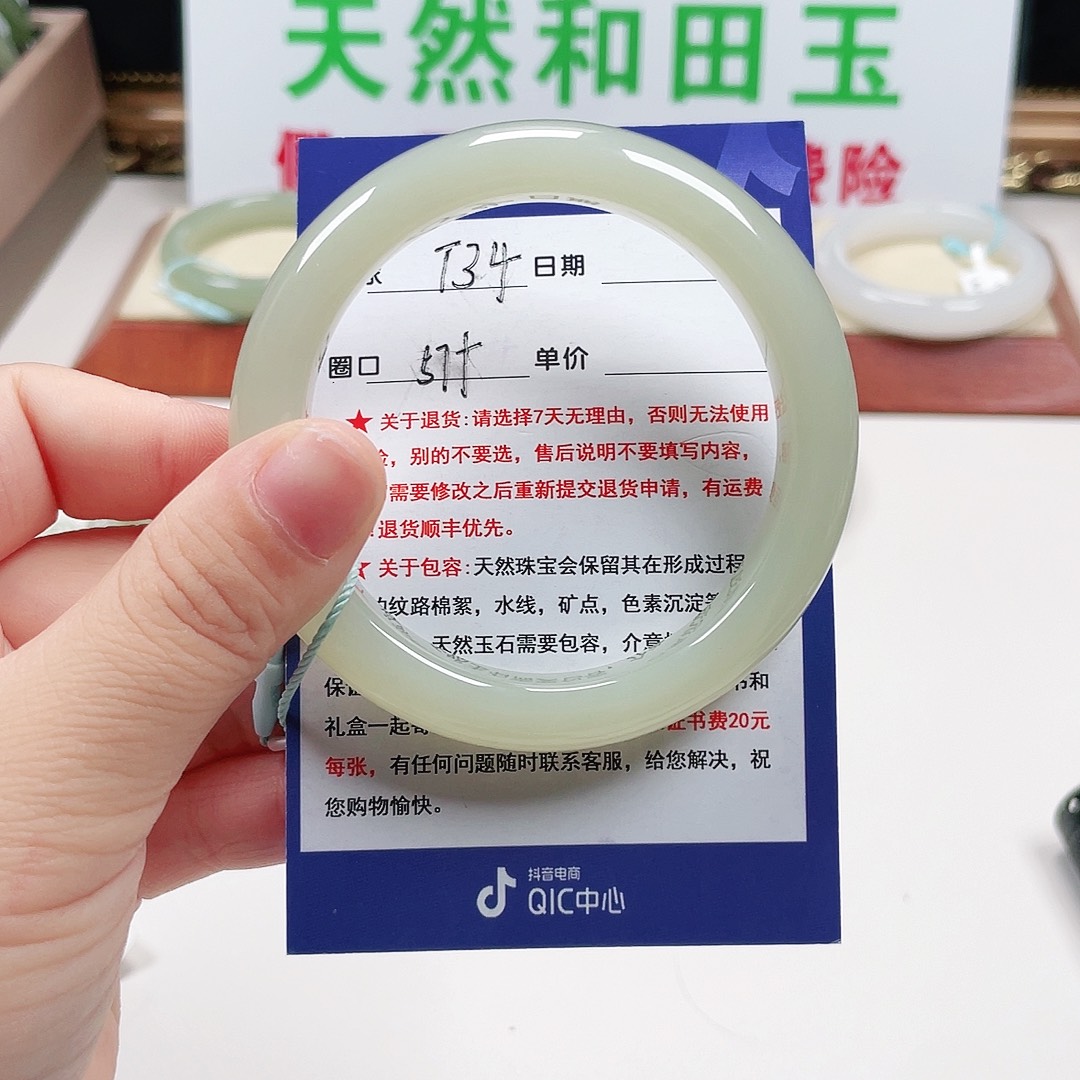 天然和田玉
费险
T34 日期
圈口 57寸 单价
★ 关于退货:请选择7天无理由，否则无法使用
，别的不要选，售后说明不要填写内容，
需要修改之后重新提交退货申请，有运费
退货顺丰优先。
关于包容:天然珠宝会保留其在形成过程
纹路棉絮，水线，矿点，色素沉淀
天然玉石需要包容，介意
保 和
礼盒一起 证书费20元
每张，有任何问题随时联系客服，给您解决，祝
您购物愉快。
抖音电商
QIC中心